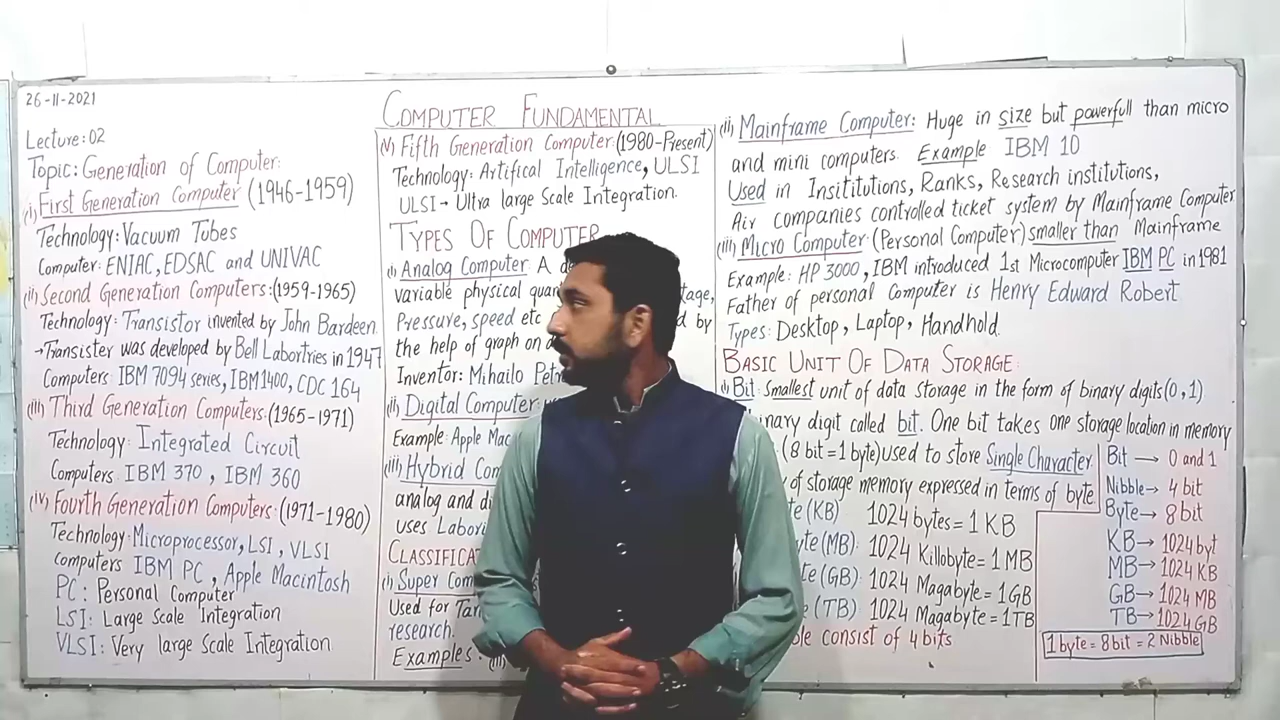 26-11-2021
COMPUTER FUNDAMENTAL
Lecture: 02
Topic: Generation of Computer:
(i) First Generation Computer (1946-1959)
Technology: Vacuum Tubes
Computer: ENIAC, EDSAC and UNIVAC
(ii) Second Generation Computers: (1959-1965)
Technology: Transistor invented by John Bardeen
→Transister was developed by Bell Labortries in 1947
Computers: IBM 7094 series, IBM1400, CDC 164
(iii) Third Generation Computers: (1965-1971)
Technology: Integrated Circuit
Computers IBM 370, IBM 360
(iv) Fourth Generation Computers: (1971-1980)
Technology: Microprocessor, LSI, VLSI
Computers IBM PC, Apple Macintosh
PC: Personal Computer
LSI: Large Scale Integration
VLSI: Very large Scale Integration
(v) Fifth Generation Computer: (1980-Present)
Technology: Artifical Intelligence, ULSI
ULSI → Ultra large Scale Integration.
TYPES OF COMPUTER
(i) Analog Computer: A
variable physical
Pressure, speed etc by
the help of graph on
Inventor: Mihailo
(ii) Digital Computer
Example: Apple
(iii) Hybrid
analog and
uses
(i) Super
Used for
research.
Examples:
(ii) Mainframe Computer: Huge in size but powerfull than micro
and mini computers. Example IBM 10
Used in Insititutions, Ranks, Research institutions,
Air companies controlled ticket system by Mainframe Computer
(iii) Micro Computer: (Personal Computer) smaller than Mainframe
Example: HP 3000, IBM introduced 1st Microcomputer IBM PC in 1981
Father of personal Computer is Henry Edward Robert
Types: Desktop, Laptop, Handhold.
BASIC UNIT OF DATA STORAGE:
(i) Bit: Smallest unit of data storage in the form of binary digits (0,1)
digit called bit. One bit takes one storage location in memory
(8 bit = 1 byte) used to store Single Character
of storage memory expressed in terms of byte
(KB) 1024 bytes = 1 KB
(MB): 1024 Killobyte = 1 MB
(GB): 1024 Magabyte = 1GB
(TB) 1024 Magabyte = 1TB
consist of 4 bits
Bit → 0 and 1
Nibble → 4 bit
Byte → 8 bit
KB → 1024 byt
MB → 1024 KB
GB → 1024 MB
TB → 1024 GB
1 byte = 8 bit = 2 Nibble